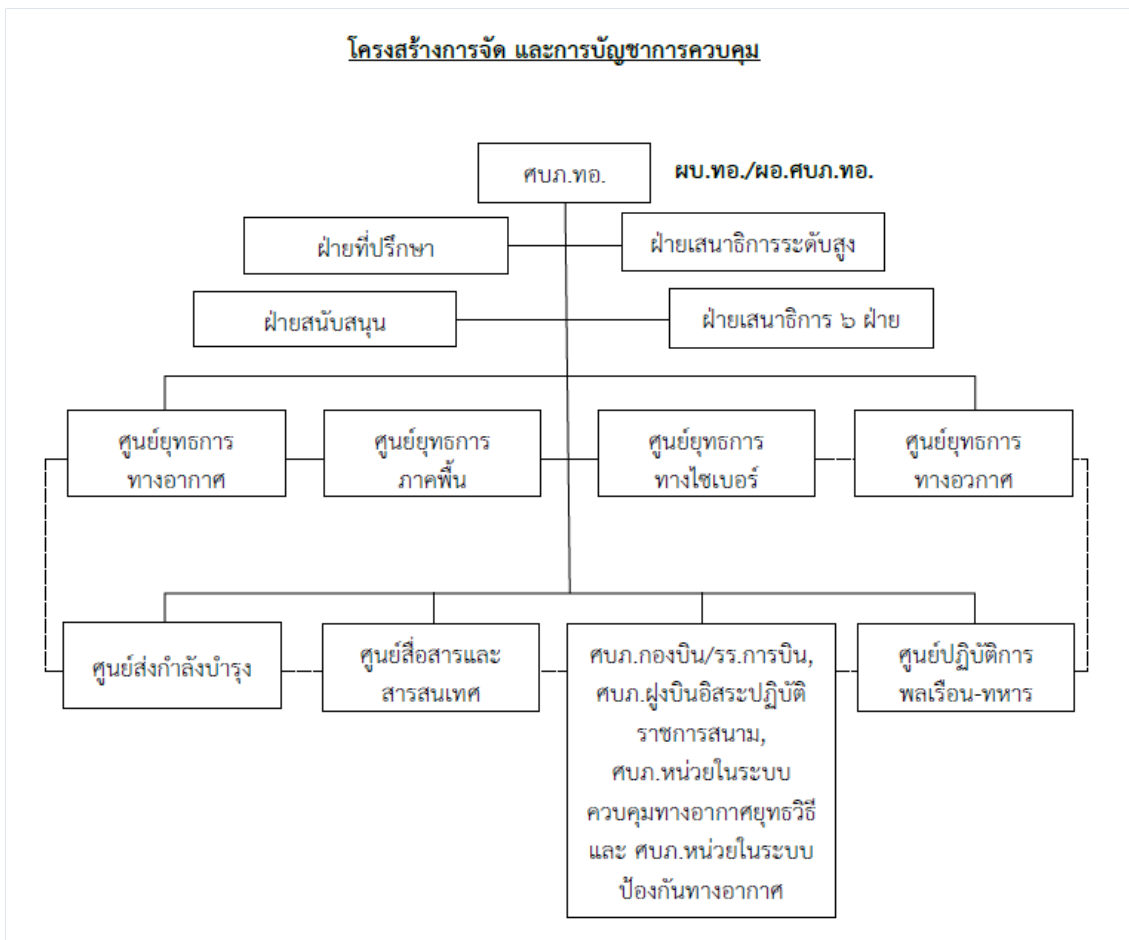 โครงสร้างการจัด และการบัญชาการควบคุม
ศบภ.ทอ.
ผบ.ทอ./ผอ.ศบภ.ทอ.
ฝ่ายที่ปรึกษา
ฝ่ายเสนาธิการระดับสูง
ฝ่ายสนับสนุน
ฝ่ายเสนาธิการ ๖ ฝ่าย
ศูนย์ยุทธการ
ทางอากาศ
ศูนย์ยุทธการ
ภาคพื้น
ศูนย์ยุทธการ
ทางไซเบอร์
ศูนย์ยุทธการ
ทางอวกาศ
ศูนย์ส่งกำลังบำรุง
ศูนย์สื่อสารและ
สารสนเทศ
ศบภ.กองบิน/รร.การบิน,
ศบภ.ฝูงบินอิสระปฏิบัติ
ราชการสนาม,
ศบภ.หน่วยในระบบ
ควบคุมทางอากาศยุทธวิธี
และ ศบภ.หน่วยในระบบ
ป้องกันทางอากาศ
ศูนย์ปฏิบัติการ
พลเรือน-ทหาร